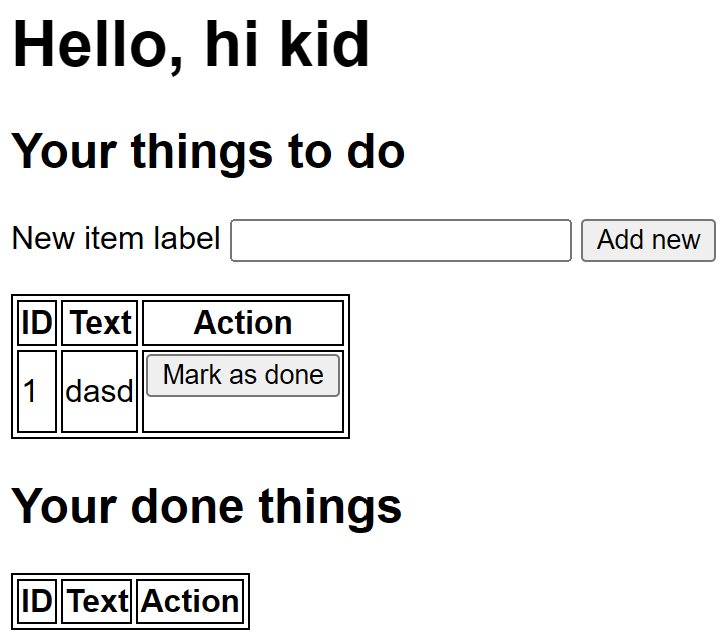 Hello, hi kid
Your things to do
New item label Add new
ID Text Action
1 dasd Mark as done
Your done things
ID Text Action